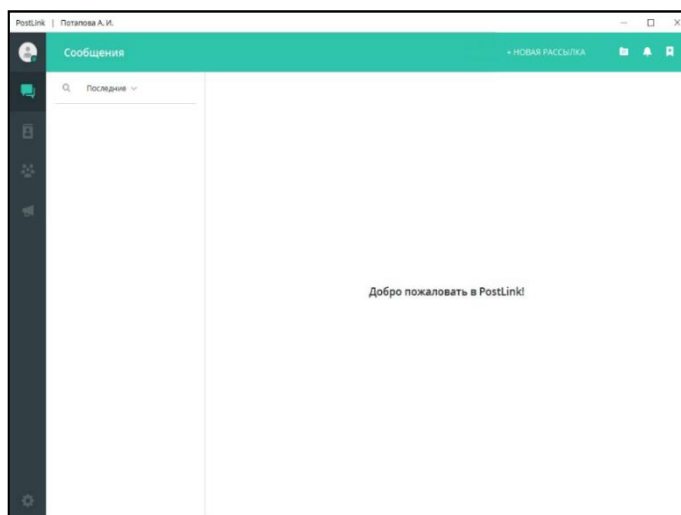 PostLink | Потапова А. И.
Сообщения
+ НОВАЯ РАССЫЛКА
Последние
Добро пожаловать в PostLink!